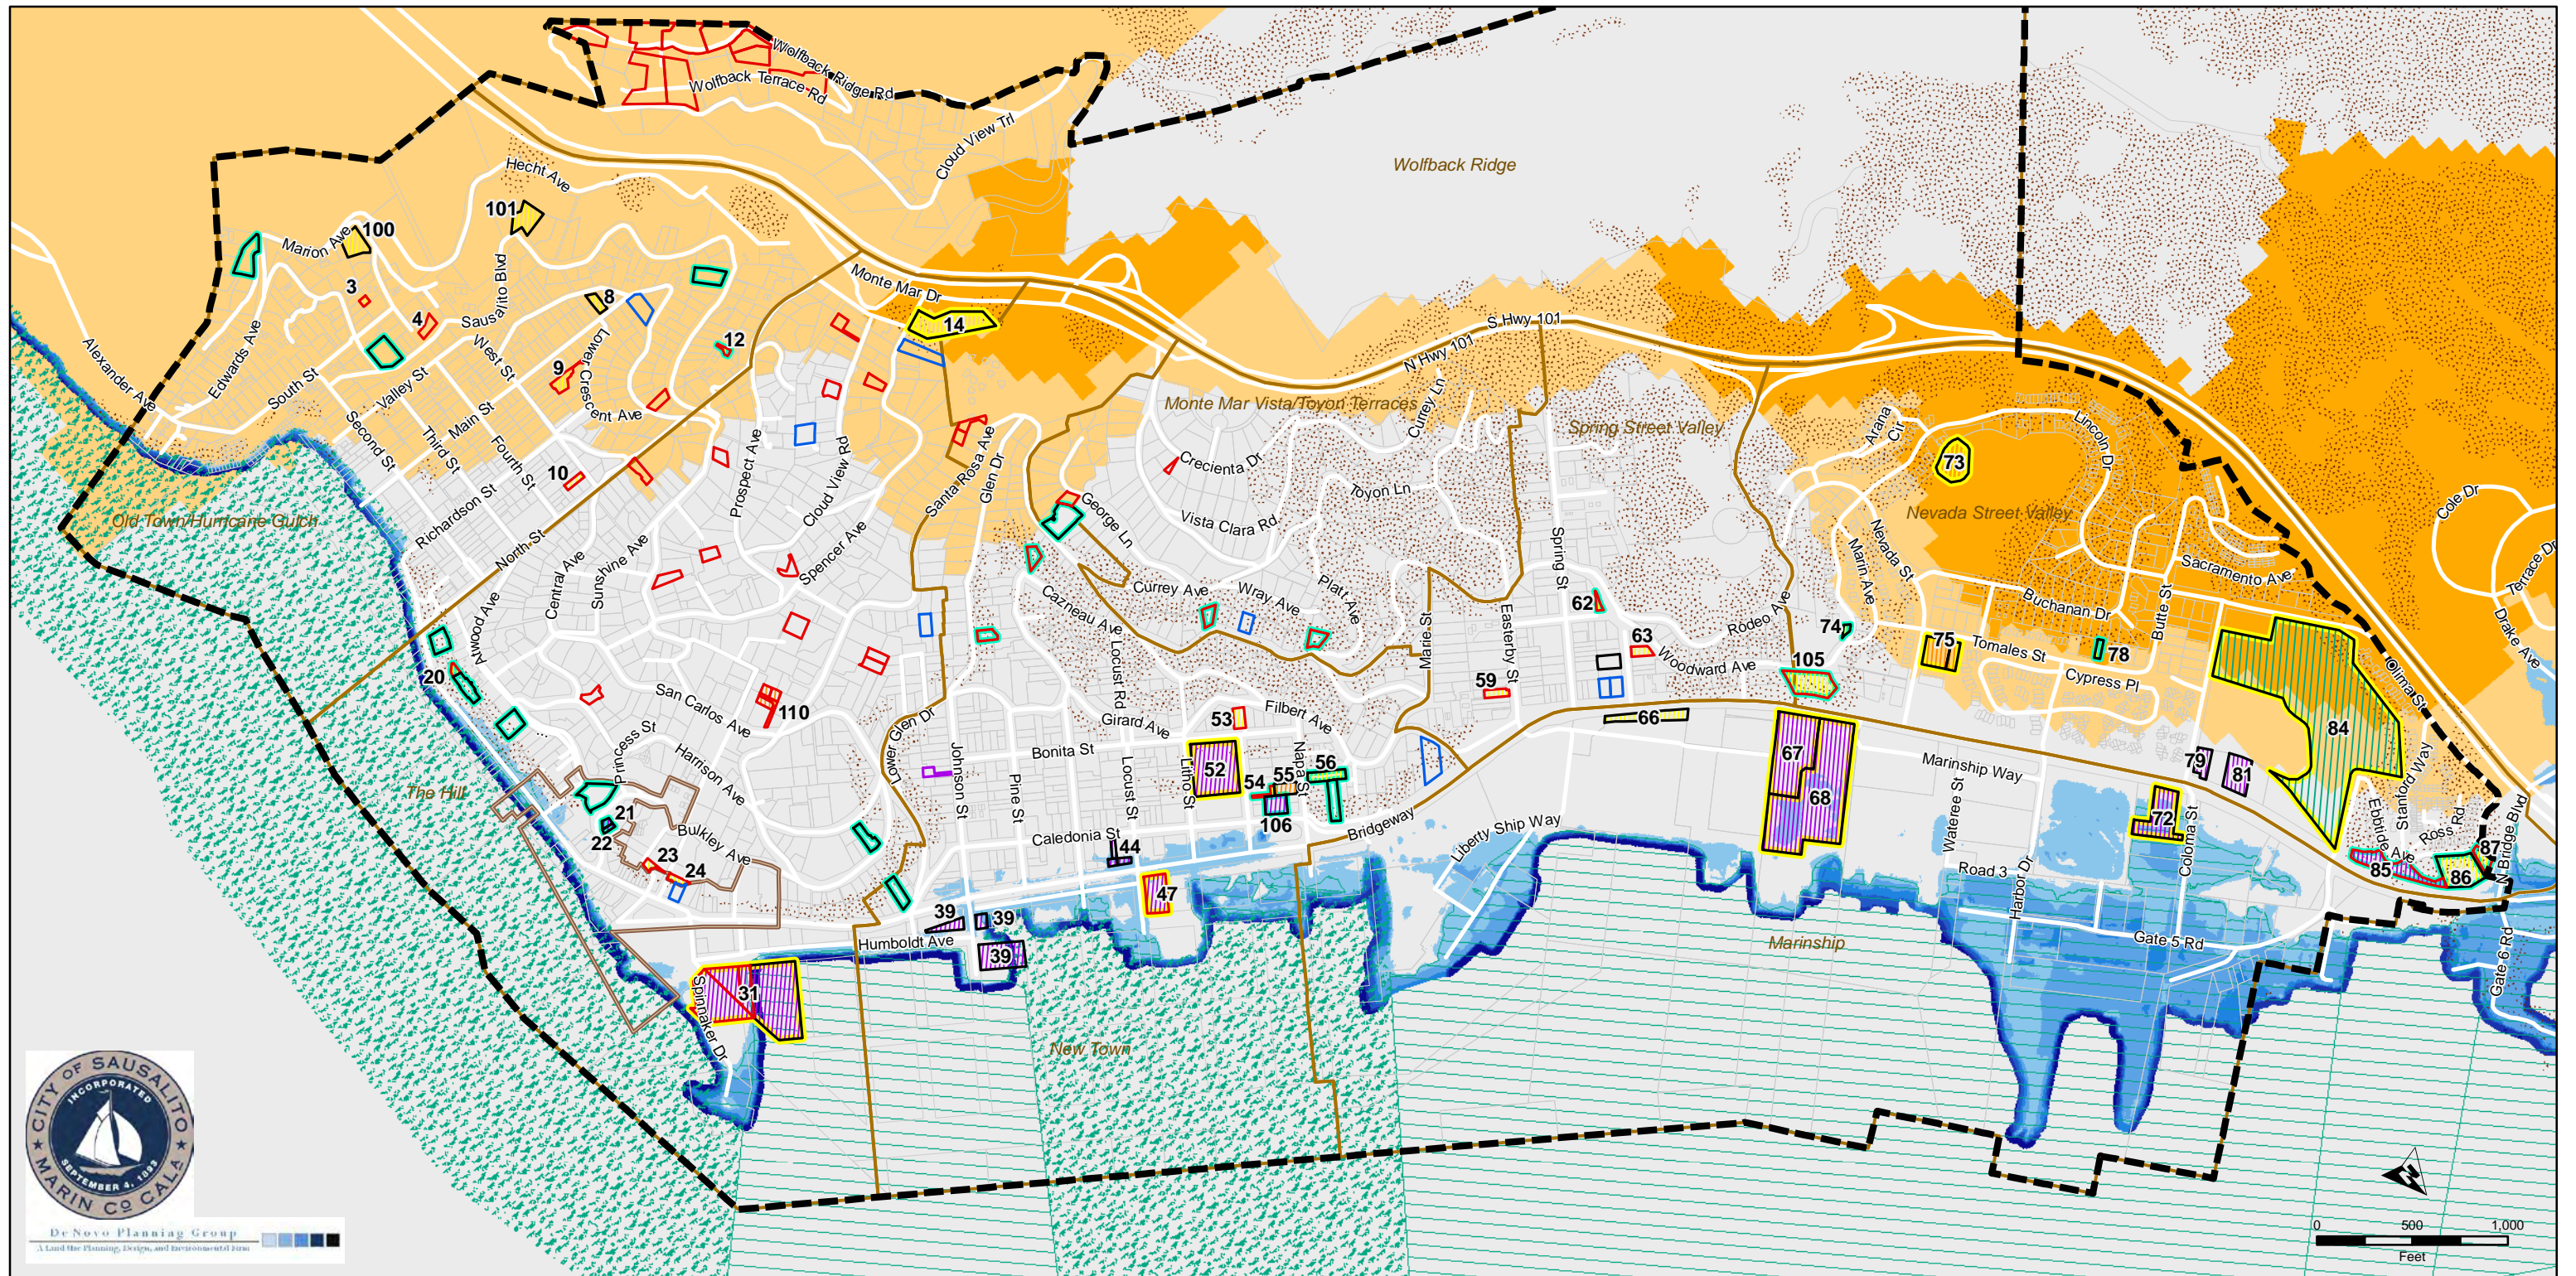 Wolfback Ridge Rd
Wolfback Terrace Rd
Cloud View Trl
Wolfback Ridge
Hecht Ave
101
100
Marion Ave
3
4
8
9
10
12
14
Sausalito Blvd
Monte Mar Dr
S Hwy 101
N Hwy 101
Alexander Ave
Edwards Ave
South St
Valley St
West St
Main St
Lower Crescent Ave
Second St
Third St
Fourth St
Richardson St
North St
Old Town/Hurricane Gulch
Prospect Ave
Cloud View Rd
Spencer Ave
Santa Rosa Ave
Glen Dr
George Ln
Monte Mar Vista/Toyon Terraces
Crecienta Dr
Vista Clara Rd
Toyon Ln
Currey Ln
Spring Street Valley
Arana Cir
73
Lincoln Dr
Nevada Street Valley
Nevada St
Marin Ave
Cole Dr
Terrace Dr
Drake Ave
Sacramento Ave
Buchanan Dr
Butte St
Central Ave
Sunshine Ave
Atwood Ave
Currey Ave
Cazneau Ave
Wray Ave
Platt Ave
Marie St
Easterby St
Spring St
62
63
Woodward Ave
Rodeo Ave
74
105
75
Tomales St
78
Cypress Pl
84
Olima St
20
San Carlos Ave
110
Princess St
...
Harrison Ave
Lower Glen Dr
Locust Rd
Girard Ave
Filbert Ave
53
59
66
Johnson St
Bonita St
Pine St
Locust St
Litho St
Napa St
52
54
55
56
106
67
68
Marinship Way
79
81
The Hill
21
22
Bulkley Ave
23
24
Caledonia St
44
Bridgeway
Liberty Ship Way
Wateree St
72
Coloma St
Ebbtide Ave
Stanford Way
Ross Rd
87
85
86
N Bridge Blvd
Road 3
Harbor Dr
47
39
39
39
Humboldt Ave
Marinship
Gate 5 Rd
Gate 6 Rd
31
Spinnaker Dr
New Town
CITY OF SAUSALITO
INCORPORATED
SEPTEMBER 4, 1893
MARIN CO CALA
De Novo Planning Group
A Land Use Planning, Design, and Environmental Firm
N
0 500 1,000
Feet